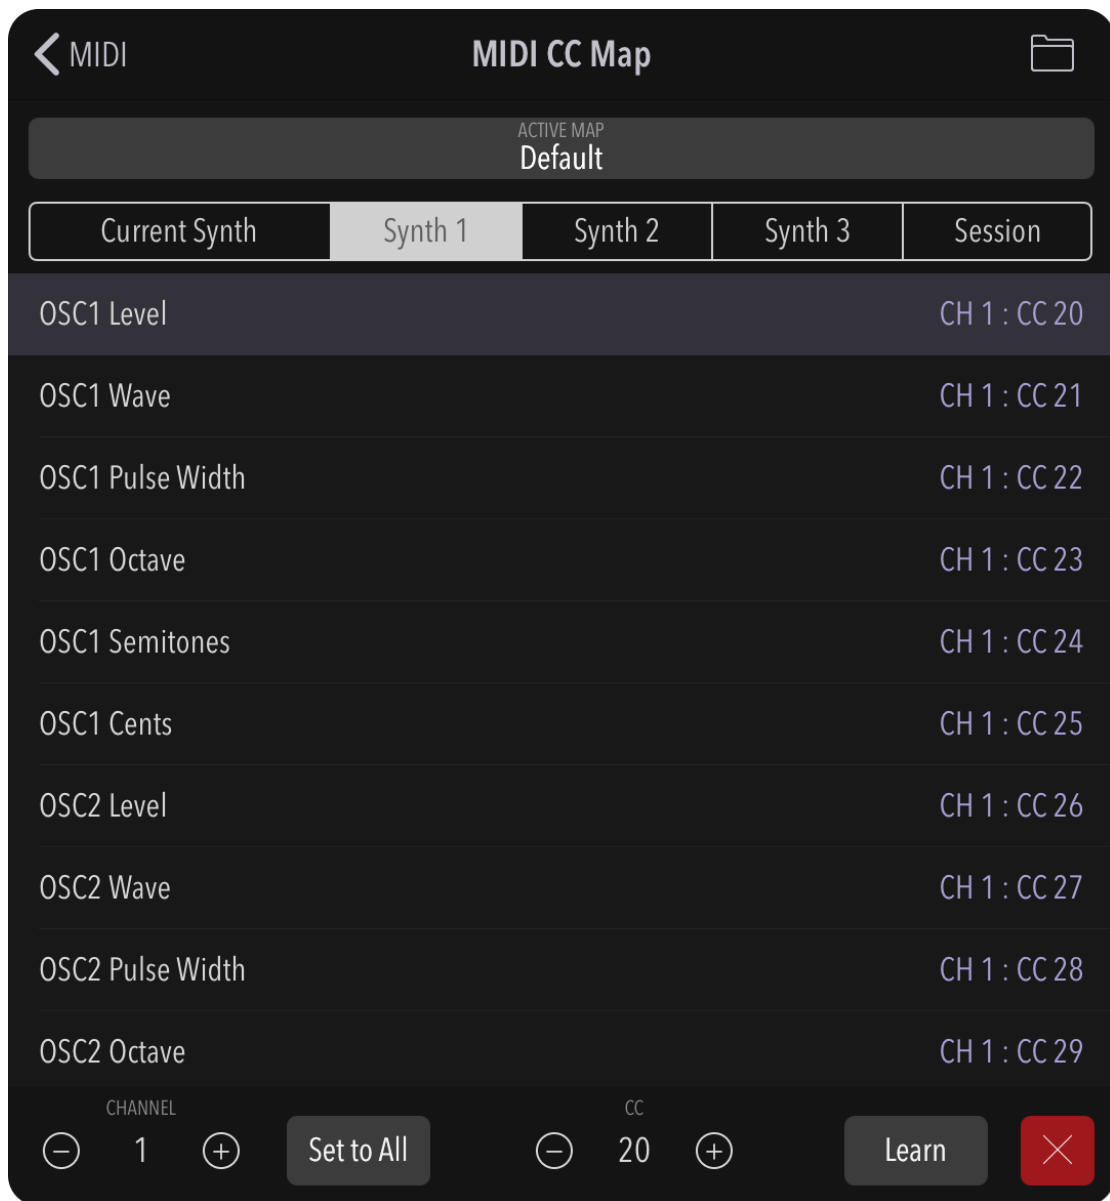 MIDI
MIDI CC Map
ACTIVE MAP
Default
Current Synth
Synth 1
Synth 2
Synth 3
Session
OSC1 Level CH 1 : CC 20
OSC1 Wave CH 1 : CC 21
OSC1 Pulse Width CH 1 : CC 22
OSC1 Octave CH 1 : CC 23
OSC1 Semitones CH 1 : CC 24
OSC1 Cents CH 1 : CC 25
OSC2 Level CH 1 : CC 26
OSC2 Wave CH 1 : CC 27
OSC2 Pulse Width CH 1 : CC 28
OSC2 Octave CH 1 : CC 29
CHANNEL
1
Set to All
CC
20
Learn